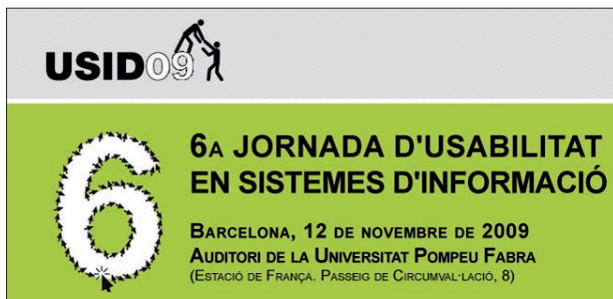 USID09
6
6A JORNADA D'USABILITAT
EN SISTEMES D'INFORMACIÓ
BARCELONA, 12 DE NOVEMBRE DE 2009
AUDITORI DE LA UNIVERSITAT POMPEU FABRA
(ESTACIÓ DE FRANÇA. PASSEIG DE CIRCUMVAL·LACIÓ, 8)